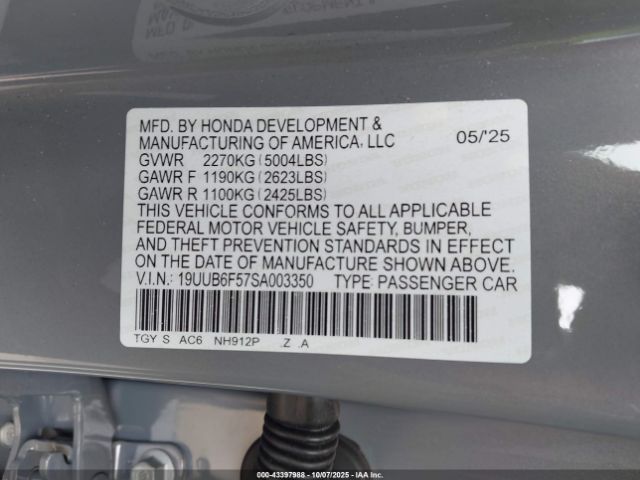 MFD. BY HONDA DEVELOPMENT &
MANUFACTURING OF AMERICA, LLC 05/'25
GVWR 2270KG (5004LBS)
GAWR F 1190KG (2623LBS)
GAWR R 1100KG (2425LBS)
THIS VEHICLE CONFORMS TO ALL APPLICABLE
FEDERAL MOTOR VEHICLE SAFETY, BUMPER,
AND THEFT PREVENTION STANDARDS IN EFFECT
ON THE DATE OF MANUFACTURE SHOWN ABOVE.
V.I.N.: 19UUB6F57SA003350 TYPE: PASSENGER CAR
TGY S AC6 NH912P .Z .A
000-43397988 - 10/07/2025 - IAAI PUBLIC